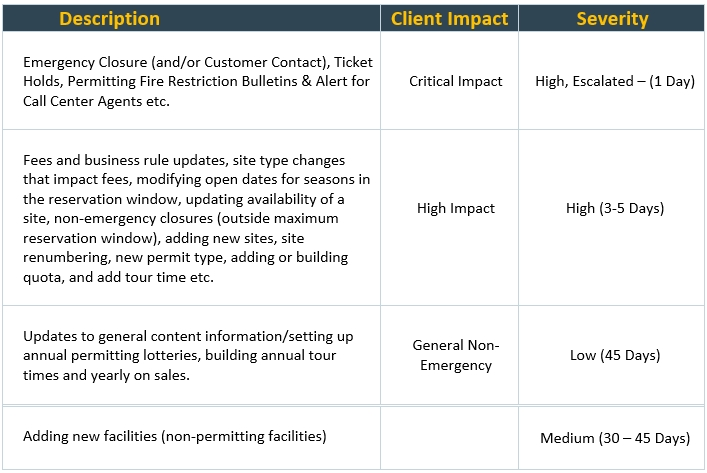 Description
Client Impact
Severity
Emergency Closure (and/or Customer Contact), Ticket
Holds, Permitting Fire Restriction Bulletins & Alert for
Call Center Agents etc.
Critical Impact
High, Escalated – (1 Day)
Fees and business rule updates, site type changes
that impact fees, modifying open dates for seasons in
the reservation window, updating availability of a
site, non-emergency closures (outside maximum
reservation window), adding new sites, site
renumbering, new permit type, adding or building
quota, and add tour time etc.
High Impact
High (3-5 Days)
Updates to general content information/setting up
annual permitting lotteries, building annual tour
times and yearly on sales.
General Non-
Emergency
Low (45 Days)
Adding new facilities (non-permitting facilities)
Medium (30 – 45 Days)